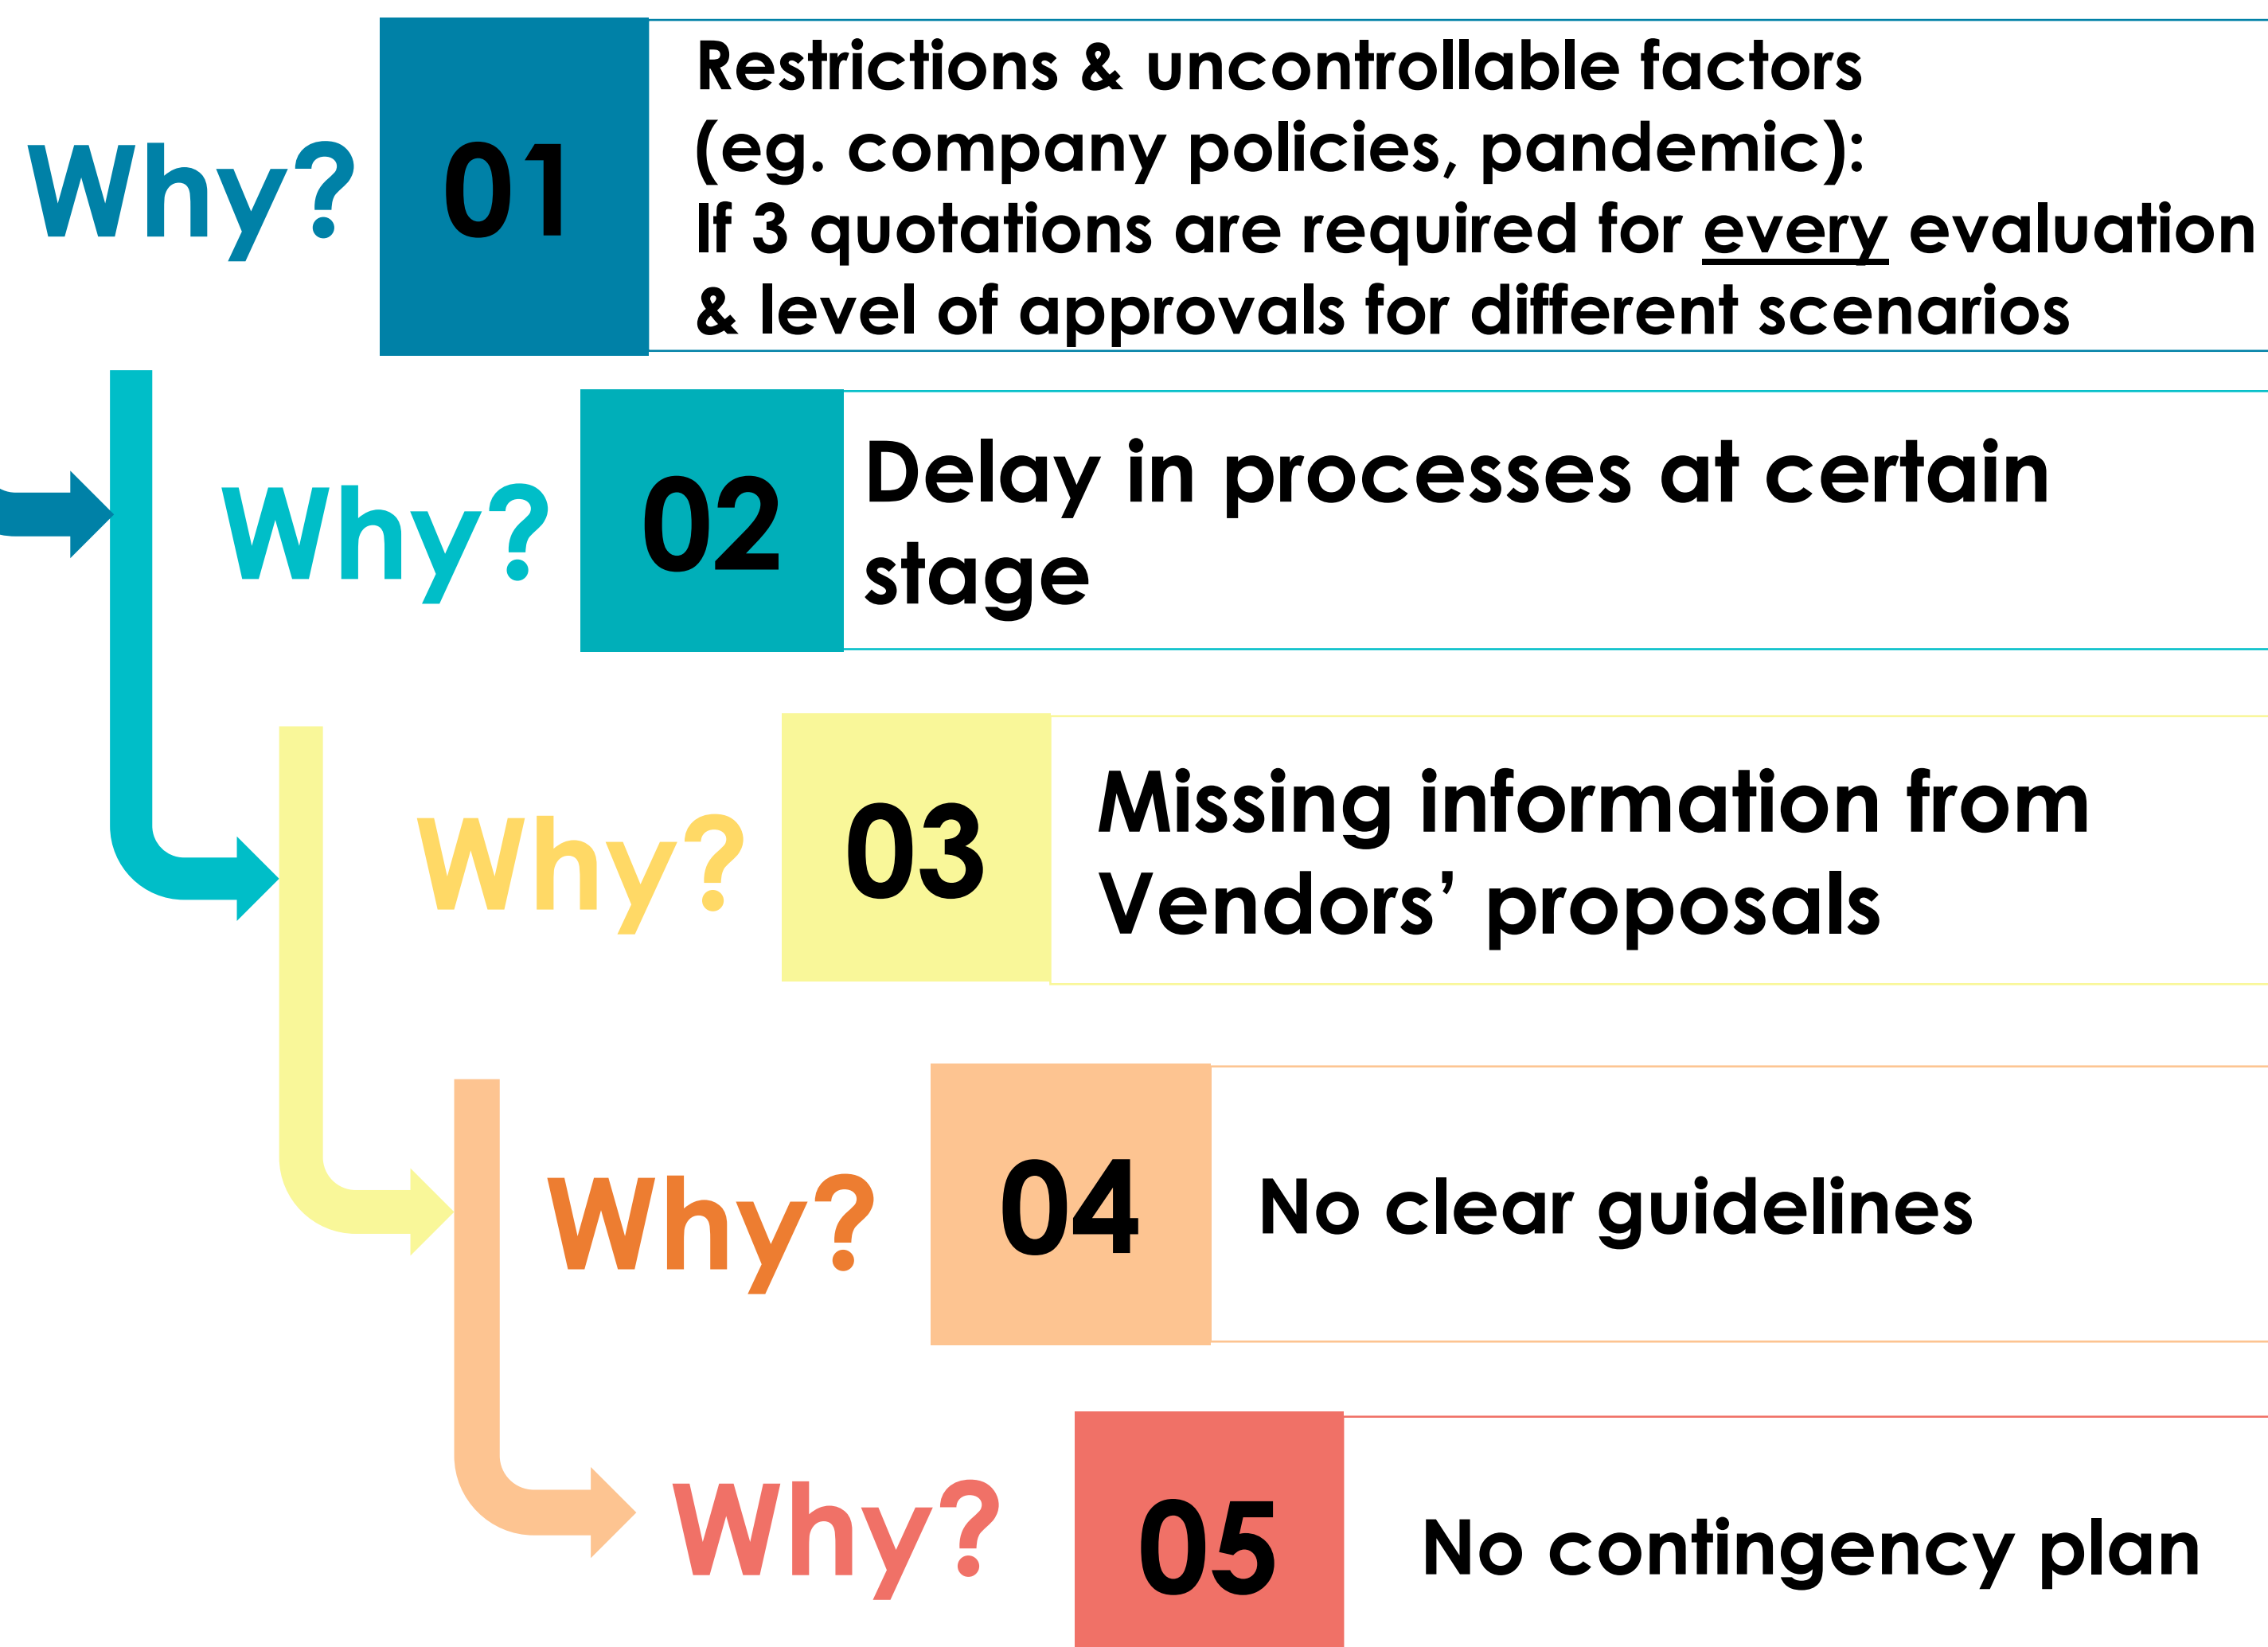 Why?
01
Restrictions & uncontrollable factors
(eg. company policies, pandemic):
If 3 quotations are required for every evaluation
& level of approvals for different scenarios
Why?
02
Delay in processes at certain
stage
Why?
03
Missing information from
Vendors’ proposals
Why?
04
No clear guidelines
Why?
05
No contingency plan